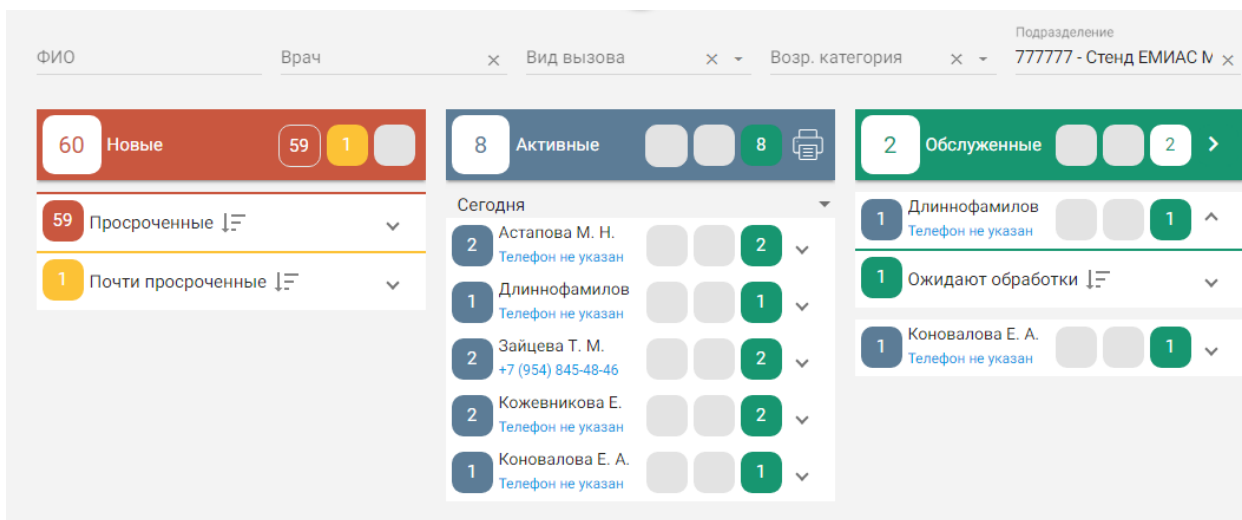 Подразделение
ФИО Врач × Вид вызова × Возр. категория × 777777 - Стенд ЕМИАС М ×
60 Новые 59 1
59 Просроченные
1 Почти просроченные
8 Активные 8
Сегодня
2 Астапова М. Н. 2
Телефон не указан
1 Длиннофамилов 1
Телефон не указан
2 Зайцева Т. М. 2
+7 (954) 845-48-46
2 Кожевникова Е. 2
Телефон не указан
1 Коновалова Е. А. 1
Телефон не указан
2 Обслуженные 2
1 Длиннофамилов 1
Телефон не указан
1 Ожидают обработки
1 Коновалова Е. А. 1
Телефон не указан